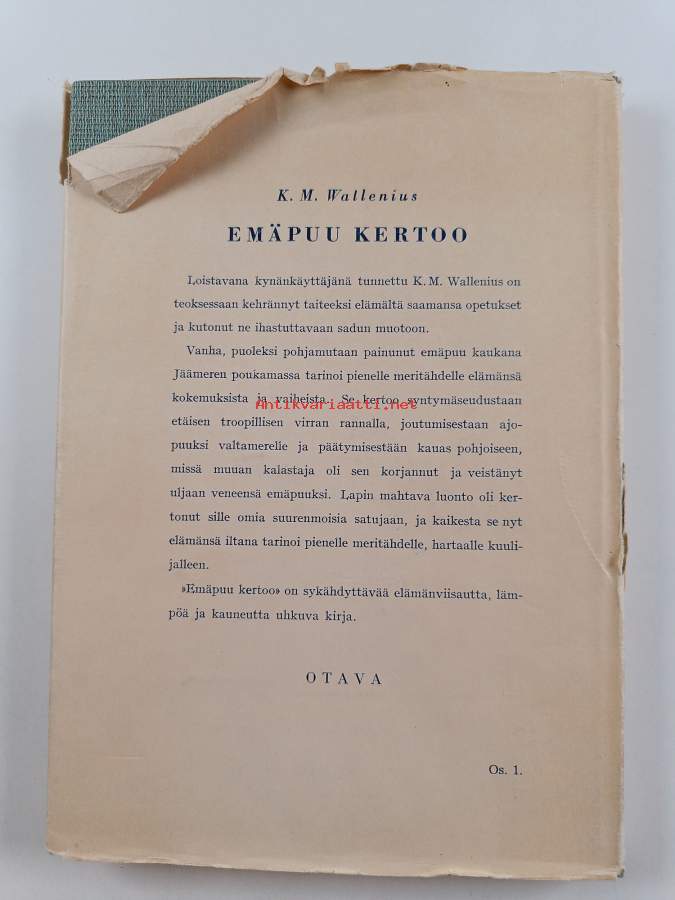 K. M. Wallenius
EMÄPUU KERTOO
Loistavana kynänkäyttäjänä tunnettu K. M. Wallenius on
teoksessaan kehrännyt taiteeksi elämältä saamansa opetukset
ja kutonut ne ihastuttavaan sadun muotoon.
Vanha, puoleksi pohjamutaan painunut emäpuu kaukana
Jäämeren poukamassa tarinoi pienelle meritähdelle elämänsä
kokemuksista ja vaiheista. Se kertoo syntymäseudustaan
Antikvariaatti.net
etäisen troopillisen virran rannalla, joutumisestaan ajo-
puuksi valtamerelle ja päätymisestään kauas pohjoiseen,
missä muuan kalastaja oli sen korjannut ja veistänyt
uljaan veneensä emäpuuksi. Lapin mahtava luonto oli ker-
tonut sille omia suurenmoisia satujaan, ja kaikesta se nyt
elämänsä iltana tarinoi pienelle meritähdelle, hartaalle kuuli-
jalleen.
»Emäpuu kertoo» on sykähdyttävää elämänviisautta, läm-
pöä ja kauneutta uhkuva kirja.
OTAVA
Os. 1.